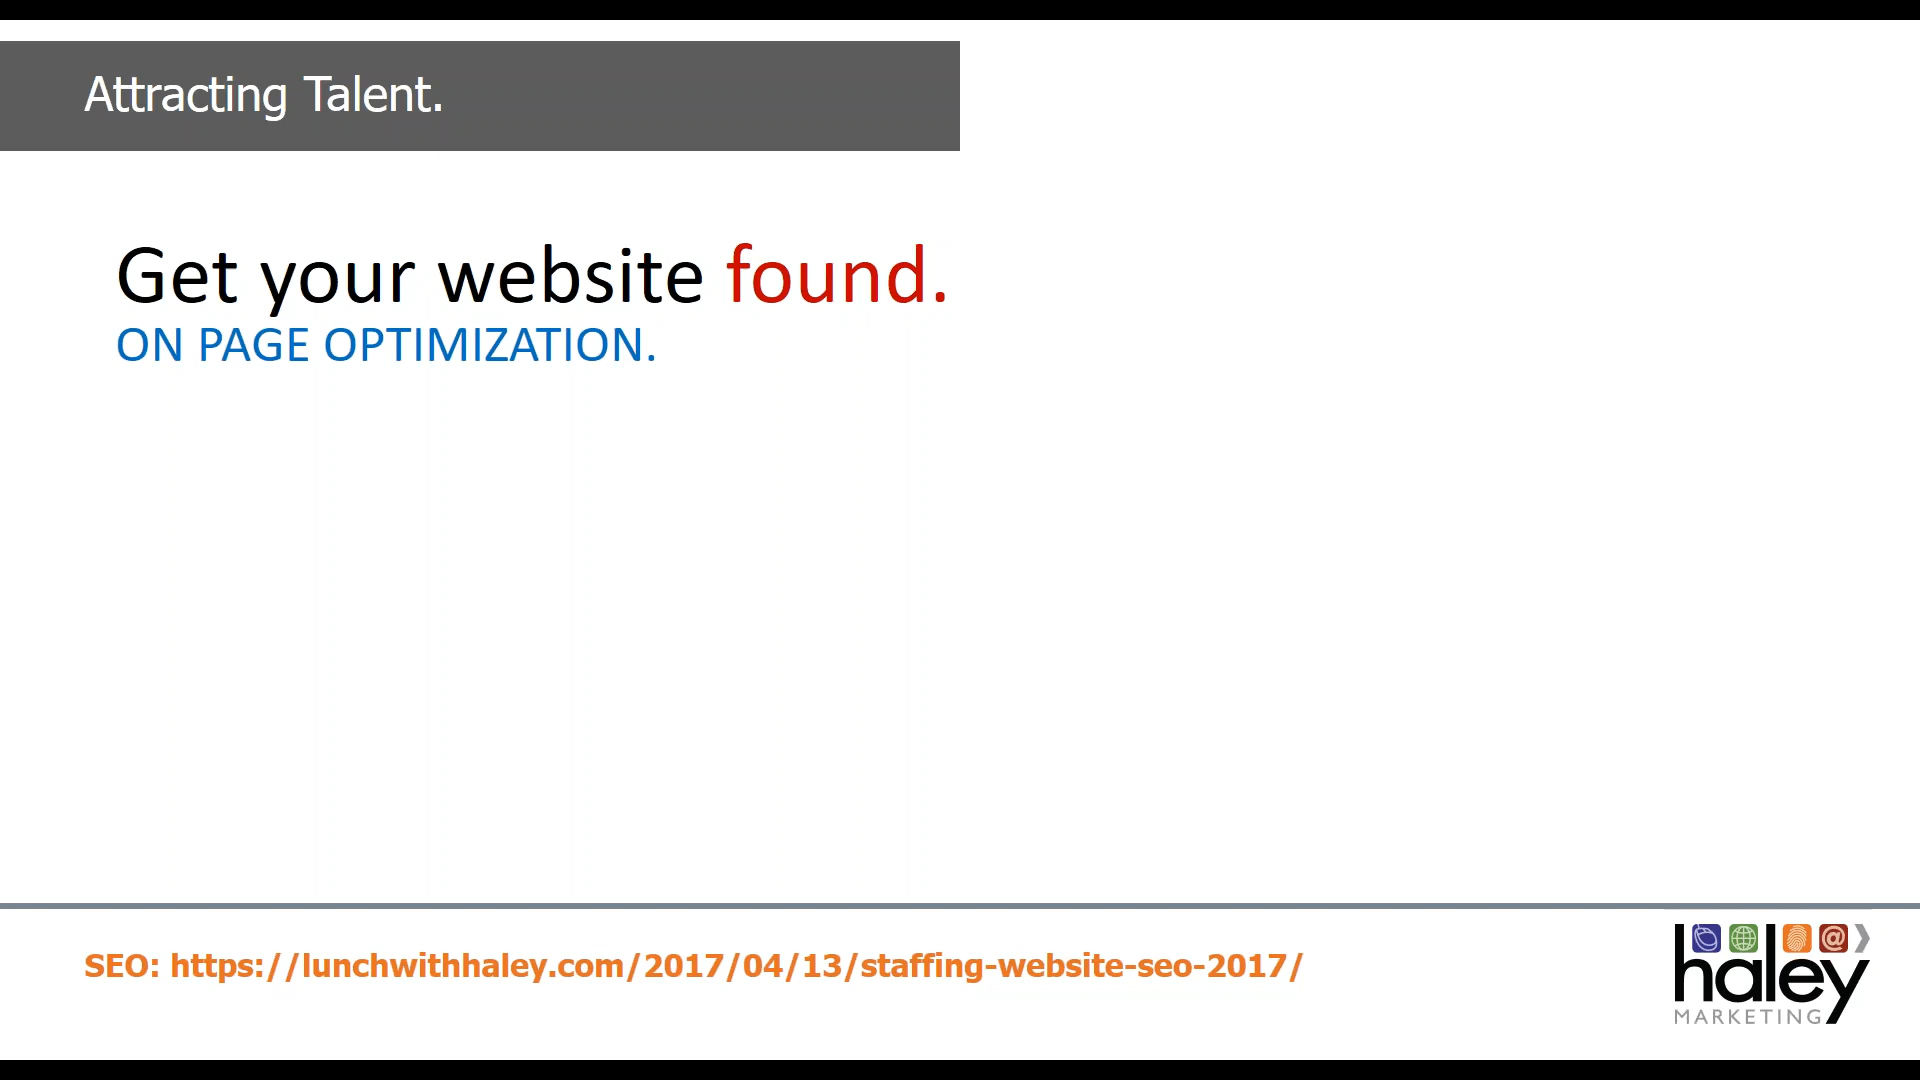 Attracting Talent.
Get your website found.
ON PAGE OPTIMIZATION.
SEO: https://lunchwithhaley.com/2017/04/13/staffing-website-seo-2017/
haley
MARKETING